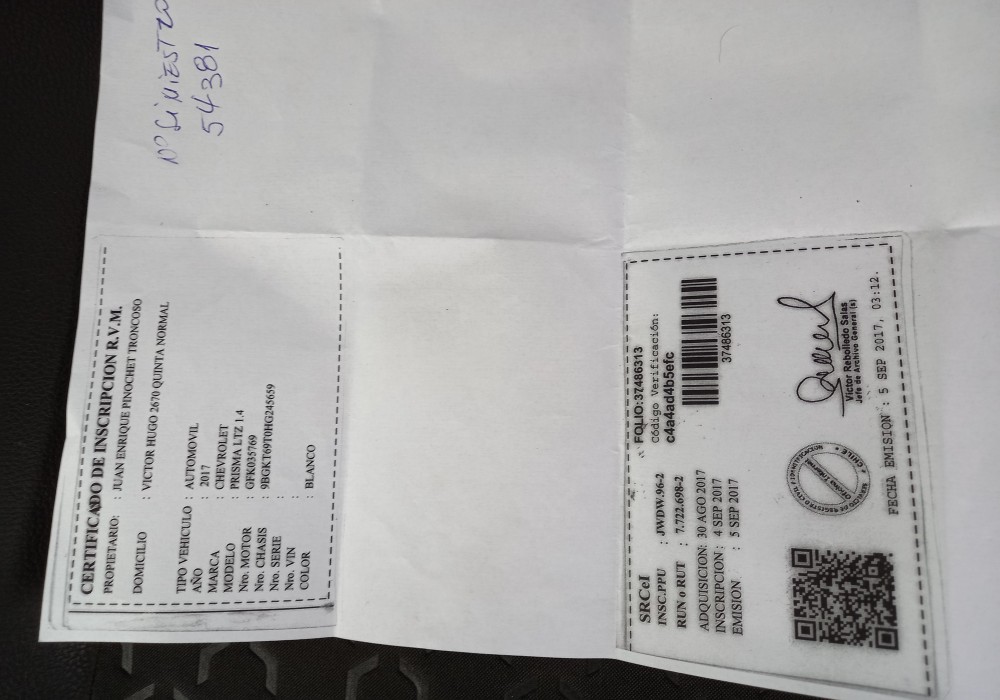 Nº SiNiESTRO
54381
CERTIFICADO DE INSCRIPCION R.V.M.
PROPIETARIO: : JUAN ENRIQUE PINOCHET TRONCOSO
DOMICILIO : VICTOR HUGO 2670 QUINTA NORMAL
TIPO VEHICULO : AUTOMOVIL
AÑO : 2017
MARCA : CHEVROLET
MODELO : PRISMA LTZ 1.4
Nro. MOTOR : GFK035769
Nro. CHASIS : 9BGKT69T0HG245659
Nro. SERIE :
Nro. VIN :
COLOR : BLANCO
SRCeI
INSC.PPU : JWDW.96-2
RUN o RUT : 7.722.698-2
ADQUISICION: 30 AGO 2017
INSCRIPCION : 4 SEP 2017
EMISION : 5 SEP 2017
FOLIO:37486313
Código Verificación:
c4a4ad4b5efc
37486313
Victor Rebolledo Salas
Jefe de Archivo General (s)
FECHA EMISION : 5 SEP 2017, 03:12.